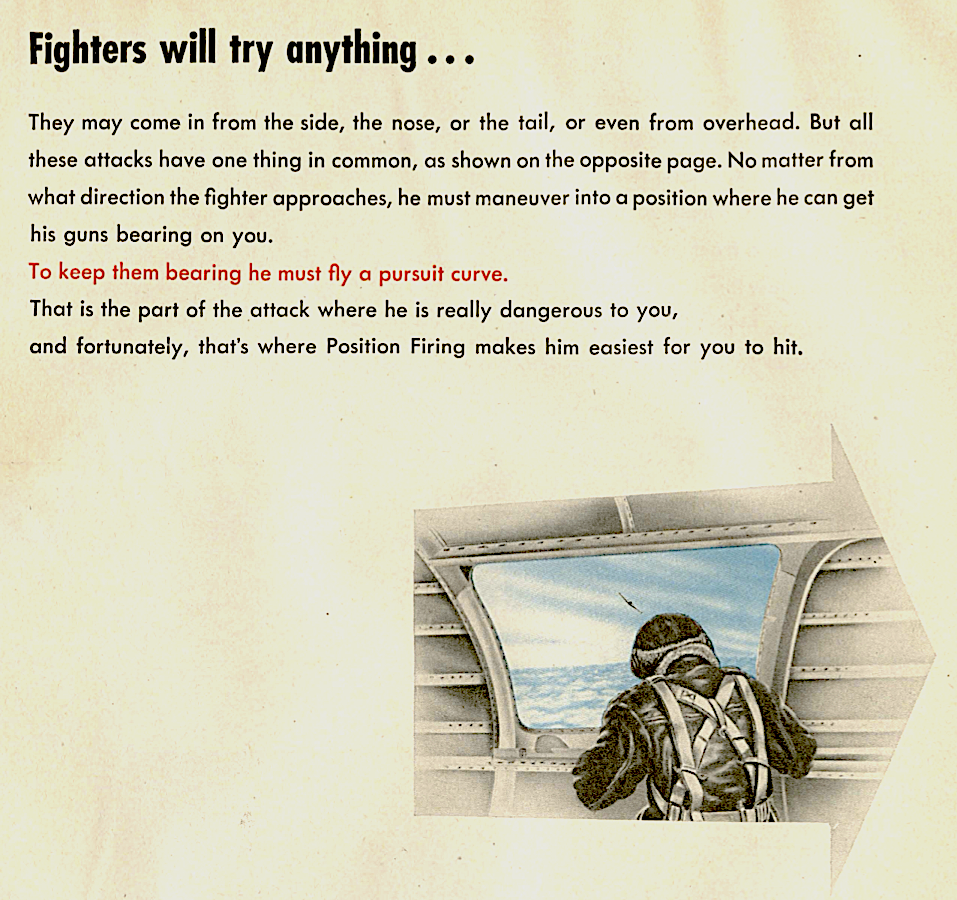 Fighters will try anything...
They may come in from the side, the nose, or the tail, or even from overhead. But all
these attacks have one thing in common, as shown on the opposite page. No matter from
what direction the fighter approaches, he must maneuver into a position where he can get
his guns bearing on you.
To keep them bearing he must fly a pursuit curve.
That is the part of the attack where he is really dangerous to you,
and fortunately, that's where Position Firing makes him easiest for you to hit.